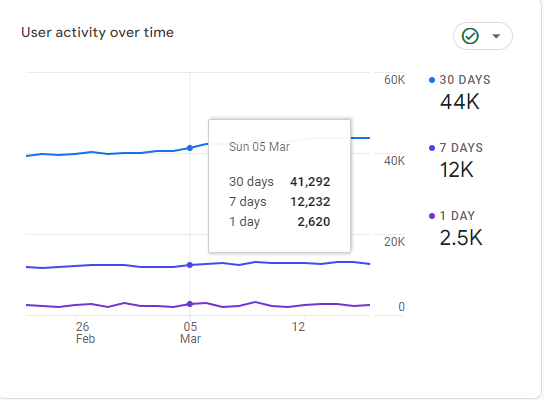 User activity over time
60K
40K
20K
0
Sun 05 Mar
30 days 41,292
7 days 12,232
1 day 2,620
26
Feb
05
Mar
12
30 DAYS
44K
7 DAYS
12K
1 DAY
2.5K